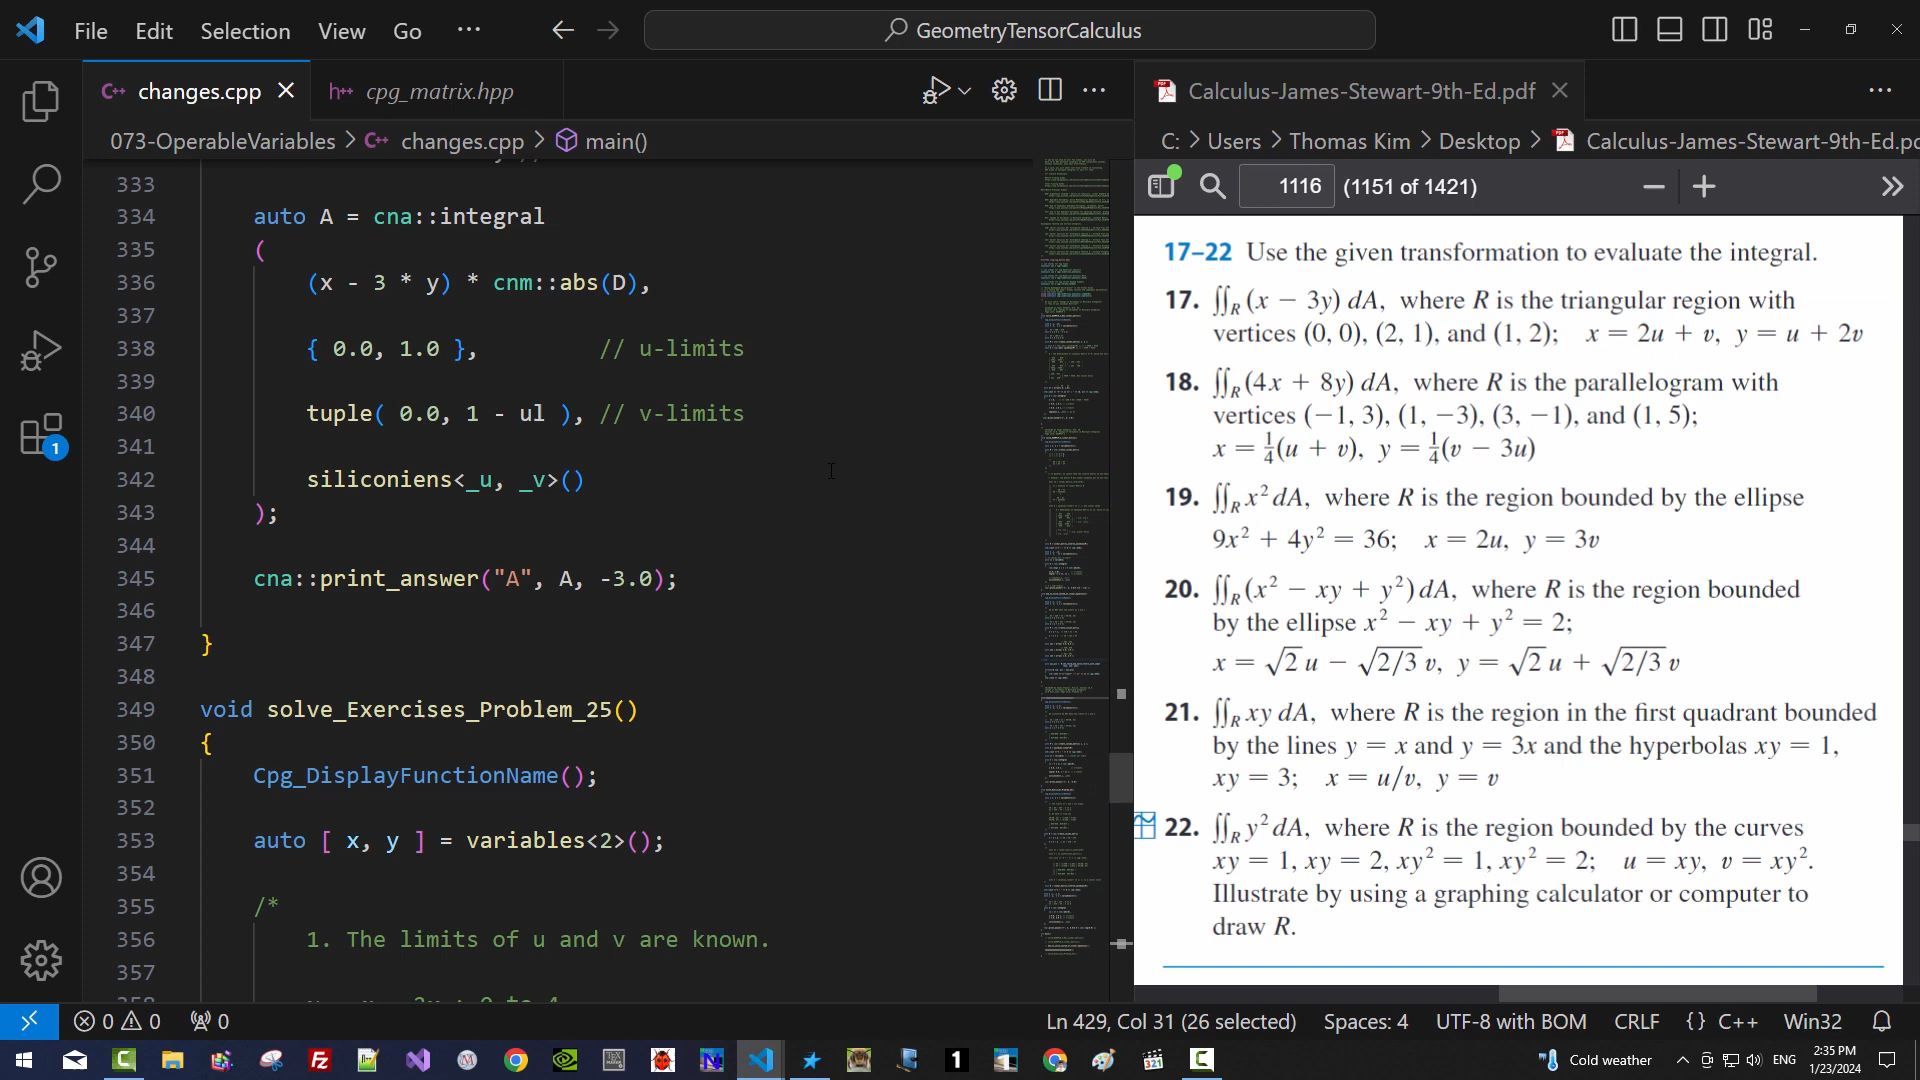 File Edit Selection View Go ··· GeometryTensorCalculus
C++ changes.cpp h++ cpg_matrix.hpp
073-OperableVariables > C++ changes.cpp > main()
333
334 auto A = cna::integral
335 (
336 (x - 3 * y) * cnm::abs(D),
337
338 { 0.0, 1.0 }, // u-limits
339
340 tuple( 0.0, 1 - ul ), // v-limits
341
342 siliconiens<_u, _v>()
343 );
344
345 cna::print_answer("A", A, -3.0);
346
347 }
348
349 void solve_Exercises_Problem_25()
350 {
351 Cpg_DisplayFunctionName();
352
353 auto [ x, y ] = variables<2>();
354
355 /*
356 1. The limits of u and v are known.
357
Calculus-James-Stewart-9th-Ed.pdf
C: > Users > Thomas Kim > Desktop > Calculus-James-Stewart-9th-Ed.pd
1116 (1151 of 1421)
17–22 Use the given transformation to evaluate the integral.
17. ∬R (x − 3y) dA, where R is the triangular region with
vertices (0, 0), (2, 1), and (1, 2); x = 2u + v, y = u + 2v
18. ∬R (4x + 8y) dA, where R is the parallelogram with
vertices (−1, 3), (1, −3), (3, −1), and (1, 5);
x = 1/4(u + v), y = 1/4(v − 3u)
19. ∬R x² dA, where R is the region bounded by the ellipse
9x² + 4y² = 36; x = 2u, y = 3v
20. ∬R (x² − xy + y²) dA, where R is the region bounded
by the ellipse x² − xy + y² = 2;
x = √2 u − √2/3 v, y = √2 u + √2/3 v
21. ∬R xy dA, where R is the region in the first quadrant bounded
by the lines y = x and y = 3x and the hyperbolas xy = 1,
xy = 3; x = u/v, y = v
22. ∬R y² dA, where R is the region bounded by the curves
xy = 1, xy = 2, xy² = 1, xy² = 2; u = xy, v = xy².
Illustrate by using a graphing calculator or computer to
draw R.
1
0 0 0 Ln 429, Col 31 (26 selected) Spaces: 4 UTF-8 with BOM CRLF {} C++ Win32
Cold weather ENG 2:35 PM
1/23/2024